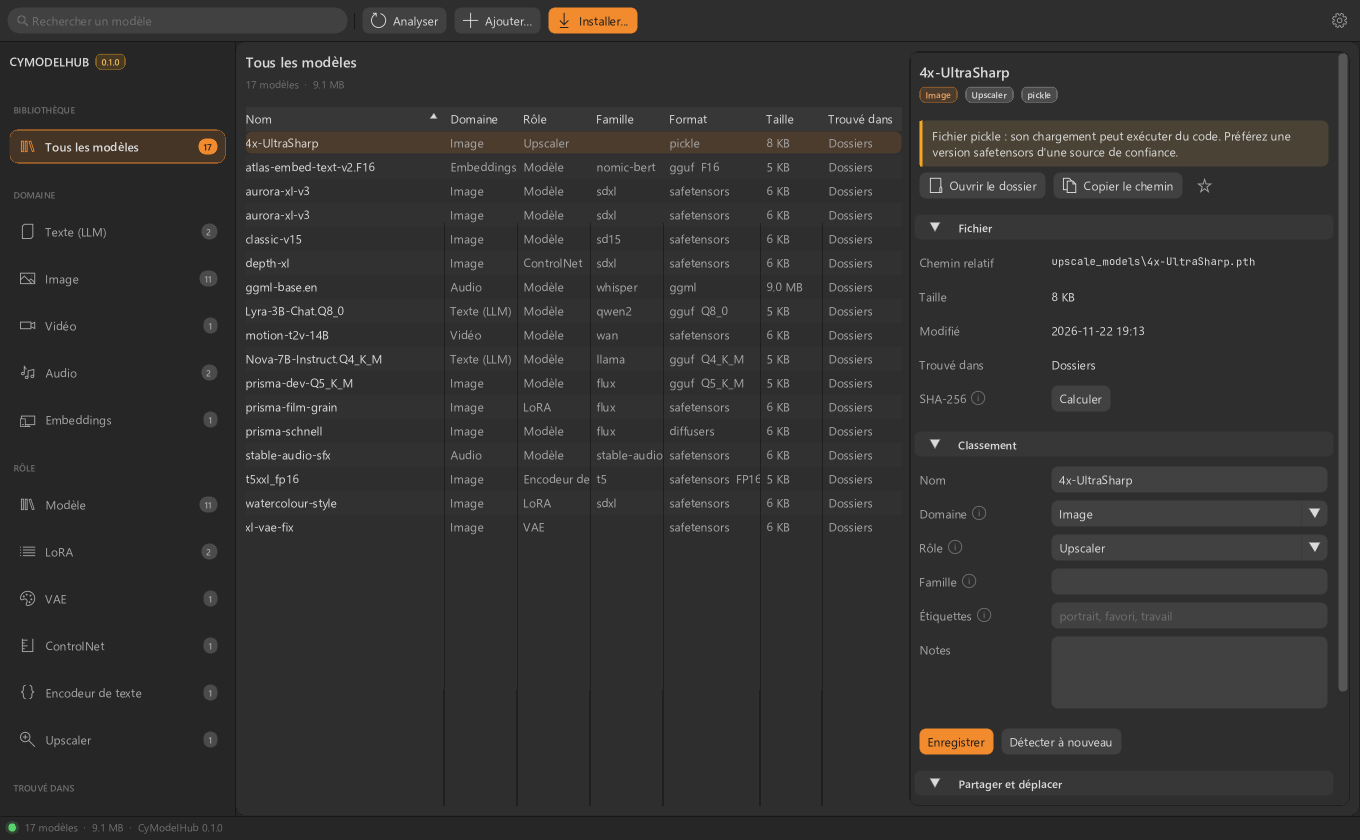 Rechercher un modèle
Analyser
Ajouter...
Installer...
CYMODELHUB 0.1.0
BIBLIOTHÈQUE
Tous les modèles 17
DOMAINE
Texte (LLM) 2
Image 11
Vidéo 1
Audio 2
Embeddings 1
RÔLE
Modèle 11
LoRA 2
VAE 1
ControlNet 1
Encodeur de texte 1
Upscaler 1
TROUVÉ DANS
Tous les modèles
17 modèles · 9.1 MB
Nom Domaine Rôle Famille Format Taille Trouvé dans
4x-UltraSharp Image Upscaler pickle 8 KB Dossiers
atlas-embed-text-v2.F16 Embeddings Modèle nomic-bert gguf F16 5 KB Dossiers
aurora-xl-v3 Image Modèle sdxl safetensors 6 KB Dossiers
aurora-xl-v3 Image Modèle sdxl safetensors 6 KB Dossiers
classic-v15 Image Modèle sd15 safetensors 6 KB Dossiers
depth-xl Image ControlNet sdxl safetensors 6 KB Dossiers
ggml-base.en Audio Modèle whisper ggml 9.0 MB Dossiers
Lyra-3B-Chat.Q8_0 Texte (LLM) Modèle qwen2 gguf Q8_0 5 KB Dossiers
motion-t2v-14B Vidéo Modèle wan safetensors 6 KB Dossiers
Nova-7B-Instruct.Q4_K_M Texte (LLM) Modèle llama gguf Q4_K_M 5 KB Dossiers
prisma-dev-Q5_K_M Image Modèle flux gguf Q5_K_M 5 KB Dossiers
prisma-film-grain Image LoRA flux safetensors 6 KB Dossiers
prisma-schnell Image Modèle flux diffusers 6 KB Dossiers
stable-audio-sfx Audio Modèle stable-audio safetensors 6 KB Dossiers
t5xxl_fp16 Image Encodeur de t5 safetensors FP16 5 KB Dossiers
watercolour-style Image LoRA sdxl safetensors 6 KB Dossiers
xl-vae-fix Image VAE safetensors 6 KB Dossiers
4x-UltraSharp
Image Upscaler pickle
Fichier pickle : son chargement peut exécuter du code. Préférez une
version safetensors d'une source de confiance.
Ouvrir le dossier
Copier le chemin
Fichier
Chemin relatif upscale_models\4x-UltraSharp.pth
Taille 8 KB
Modifié 2026-11-22 19:13
Trouvé dans Dossiers
SHA-256 Calculer
Classement
Nom 4x-UltraSharp
Domaine Image
Rôle Upscaler
Famille
Étiquettes portrait, favori, travail
Notes
Enregistrer Détecter à nouveau
Partager et déplacer
17 modèles · 9.1 MB · CyModelHub 0.1.0